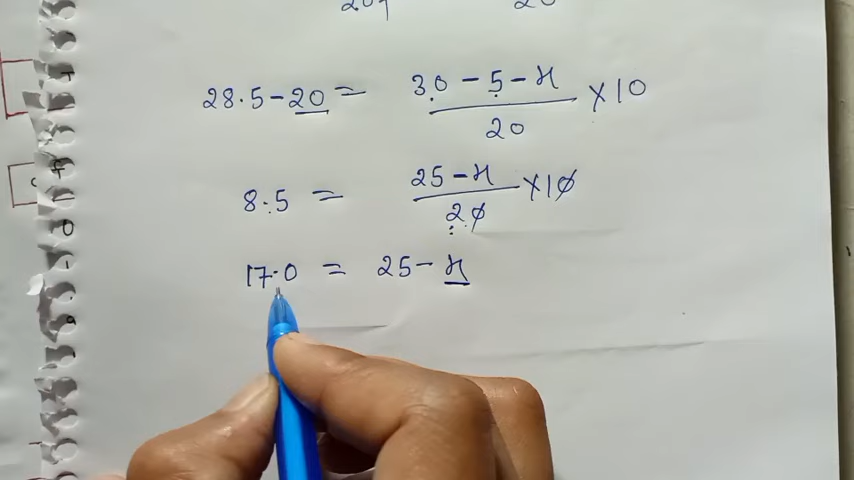 28.5-20 = 30 - 5 - x / 20 × 10
8.5 = 25 - x / 20 × 10
17.0 = 25 - x